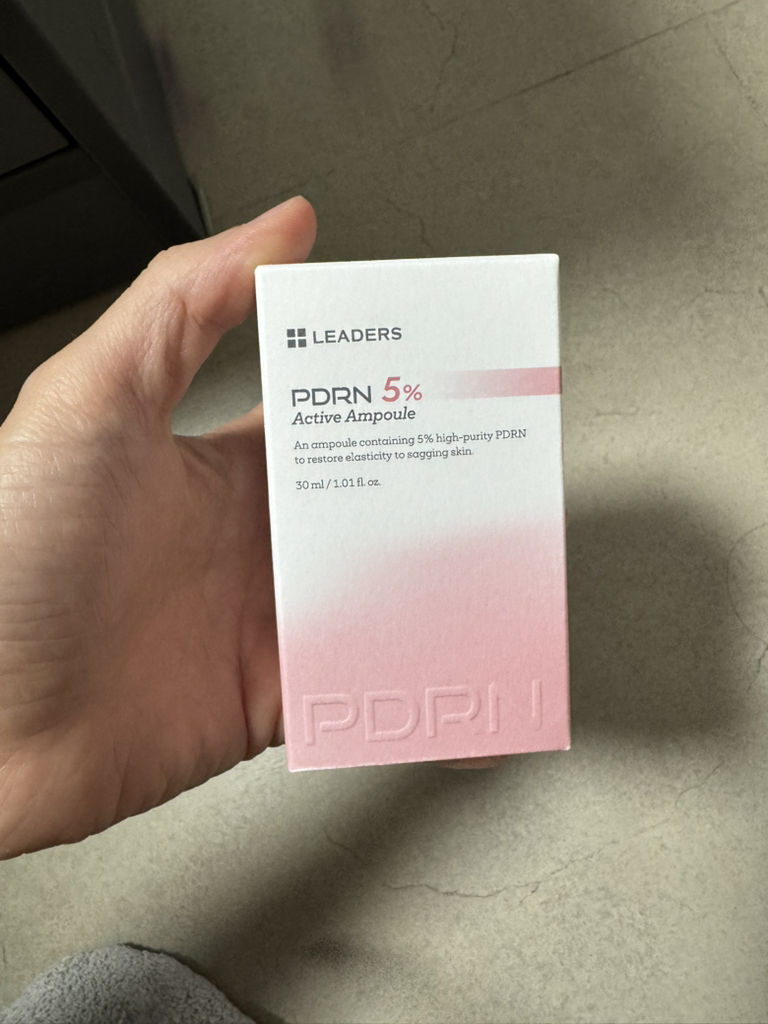 LEADERS
PDRN 5%
Active Ampoule
An ampoule containing 5% high-purity PDRN
to restore elasticity to sagging skin.
30 ml / 1.01 fl. oz.
PDRN